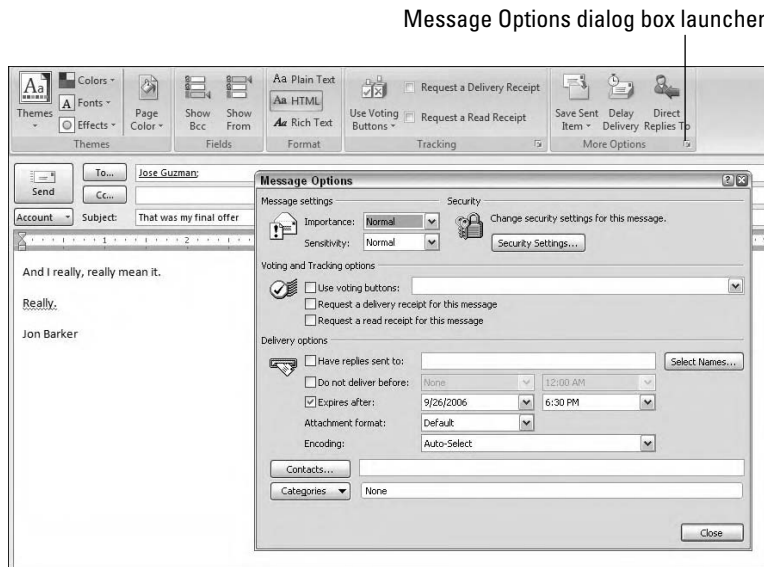 Message Options dialog box launcher
Aa
Themes
Colors
A Fonts
Effects
Page Color
Themes
Show Bcc
Show From
Fields
Aa Plain Text
Aa HTML
Aa Rich Text
Format
Use Voting Buttons
Request a Delivery Receipt
Request a Read Receipt
Tracking
Save Sent Item
Delay Delivery
Direct Replies To
More Options
Send
To...
Jose Guzman;
Cc...
Account
Subject:
That was my final offer
1
2
And I really, really mean it.
Really.
Jon Barker
Message Options
Message settings
Importance: Normal
Sensitivity: Normal
Security
Change security settings for this message.
Security Settings...
Voting and Tracking options
Use voting buttons:
Request a delivery receipt for this message
Request a read receipt for this message
Delivery options
Have replies sent to:
Select Names...
Do not deliver before: None 12:00 AM
Expires after: 9/26/2006 6:30 PM
Attachment format: Default
Encoding: Auto-Select
Contacts...
Categories None
Close